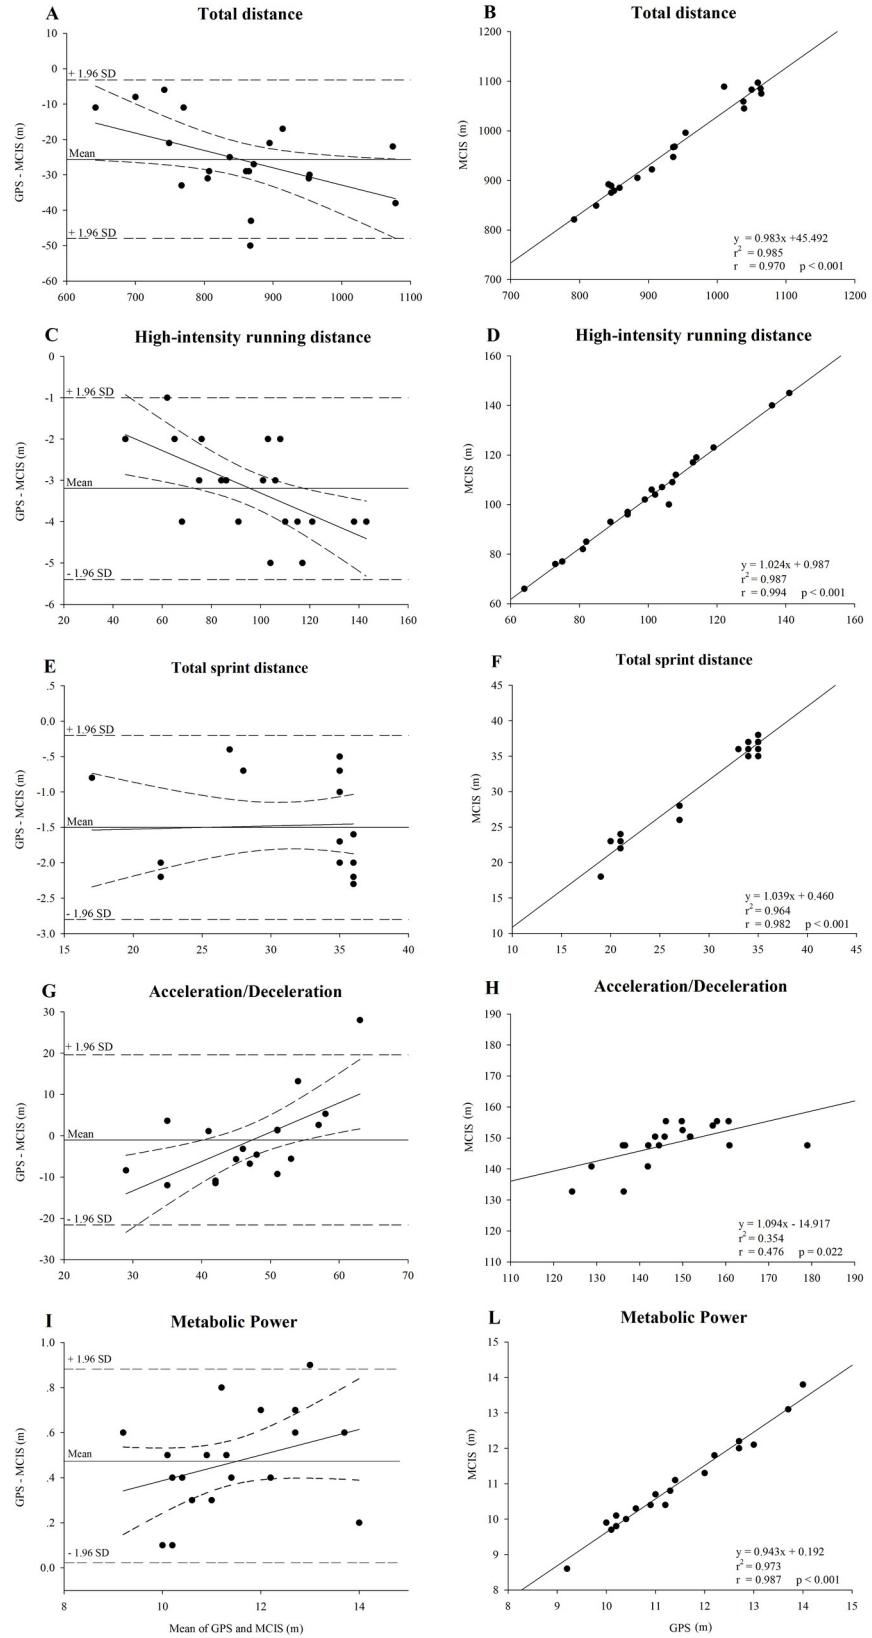 A Total distance
10
0
-10
-20
-30
-40
-50
-60
GPS - MCIS (m)
+ 1.96 SD
Mean
+ 1.96 SD
600 700 800 900 1000 1100
B Total distance
1200
1100
1000
900
800
700
MCIS (m)
y = 0.983x +45.492
r² = 0.985
r = 0.970 p < 0.001
700 800 900 1000 1100 1200
C High-intensity running distance
0
-1
-2
-3
-4
-5
-6
GPS - MCIS (m)
+ 1.96 SD
Mean
- 1.96 SD
20 40 60 80 100 120 140 160
D High-intensity running distance
160
140
120
100
80
60
MCIS (m)
y = 1.024x + 0.987
r² = 0.987
r = 0.994 p < 0.001
60 80 100 120 140 160
E Total sprint distance
.5
0.0
-.5
-1.0
-1.5
-2.0
-2.5
-3.0
GPS - MCIS (m)
+ 1.96 SD
Mean
- 1.96 SD
15 20 25 30 35 40
F Total sprint distance
45
40
35
30
25
20
15
10
MCIS (m)
y = 1.039x + 0.460
r² = 0.964
r = 0.982 p < 0.001
10 15 20 25 30 35 40 45
G Acceleration/Deceleration
30
20
10
0
-10
-20
-30
GPS - MCIS (m)
+ 1.96 SD
Mean
- 1.96 SD
20 30 40 50 60 70
H Acceleration/Deceleration
190
180
170
160
150
140
130
120
110
MCIS (m)
y = 1.094x - 14.917
r² = 0.354
r = 0.476 p = 0.022
110 120 130 140 150 160 170 180 190
I Metabolic Power
1.0
.8
.6
.4
.2
0.0
GPS - MCIS (m)
+ 1.96 SD
Mean
- 1.96 SD
8 10 12 14
Mean of GPS and MCIS (m)
L Metabolic Power
15
14
13
12
11
10
9
8
MCIS (m)
y = 0.943x + 0.192
r² = 0.973
r = 0.987 p < 0.001
8 9 10 11 12 13 14 15
GPS (m)